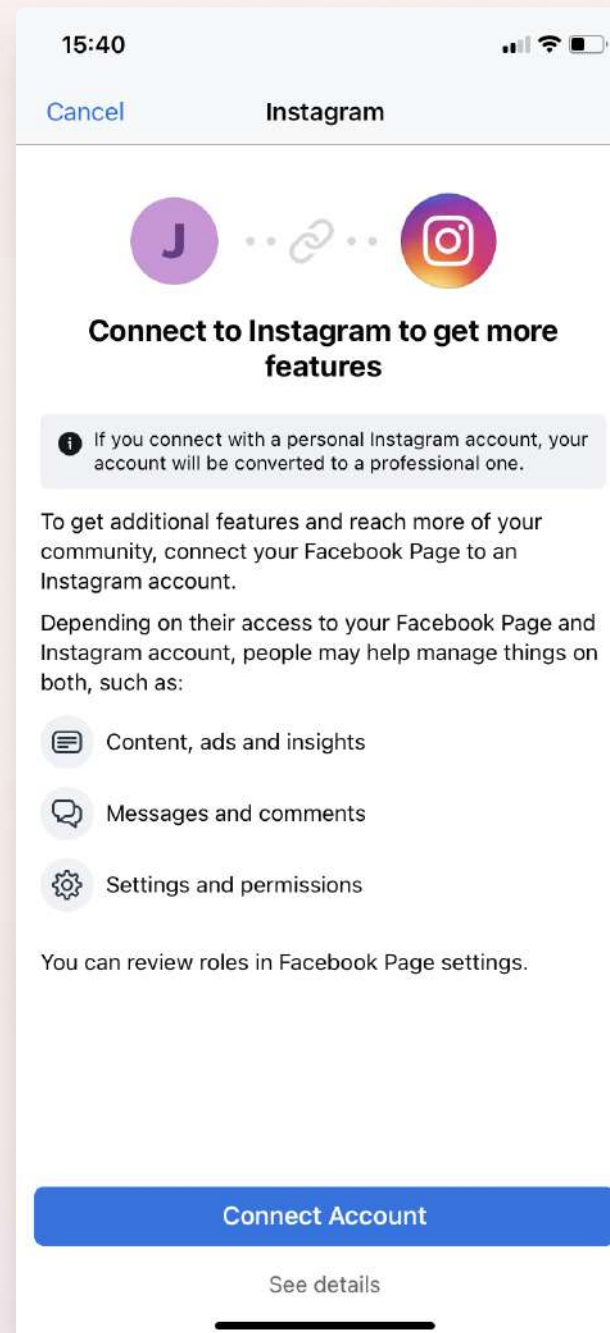 15:40
Cancel
Instagram
J
Connect to Instagram to get more
features
If you connect with a personal Instagram account, your
account will be converted to a professional one.
To get additional features and reach more of your
community, connect your Facebook Page to an
Instagram account.
Depending on their access to your Facebook Page and
Instagram account, people may help manage things on
both, such as:
Content, ads and insights
Messages and comments
Settings and permissions
You can review roles in Facebook Page settings.
Connect Account
See details